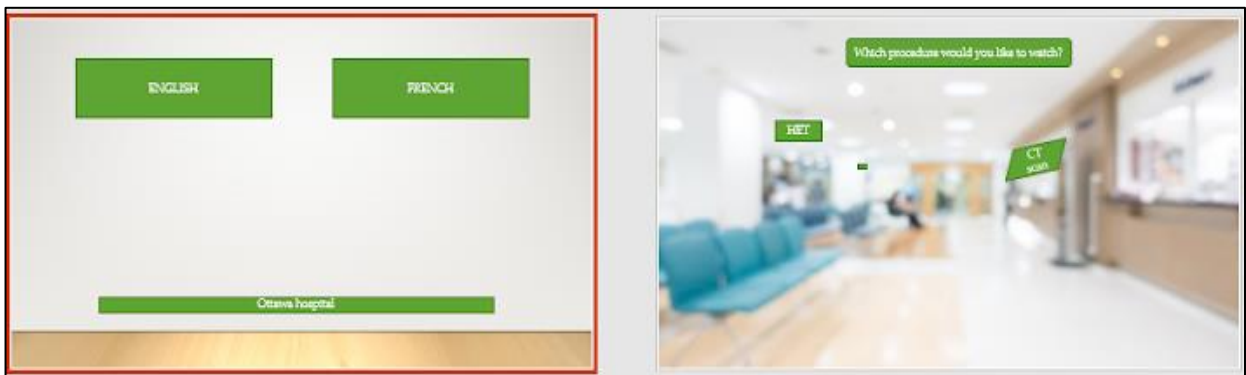 ENGLISH
FRENCH
Ottawa hospital
Which procedure would you like to watch?
HET
CT
scan